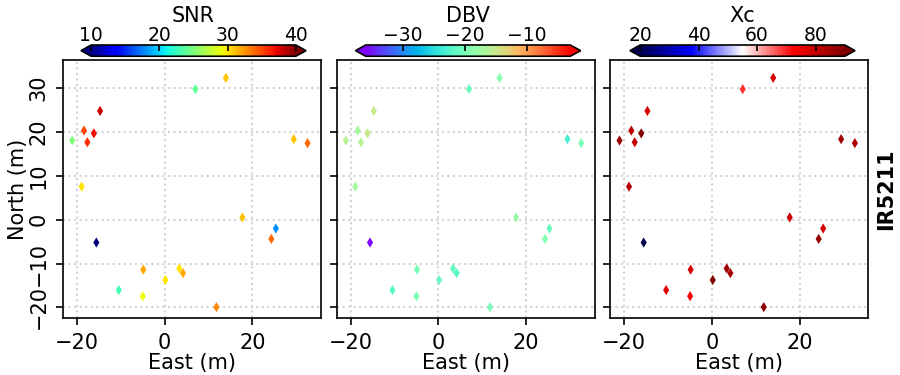 SNR DBV Xc
10 20 30 40 −30 −20 −10 20 40 60 80
30
20
10
0
−10
−20
North (m)
IR5211
−20 0 20 −20 0 20 −20 0 20
East (m) East (m) East (m)